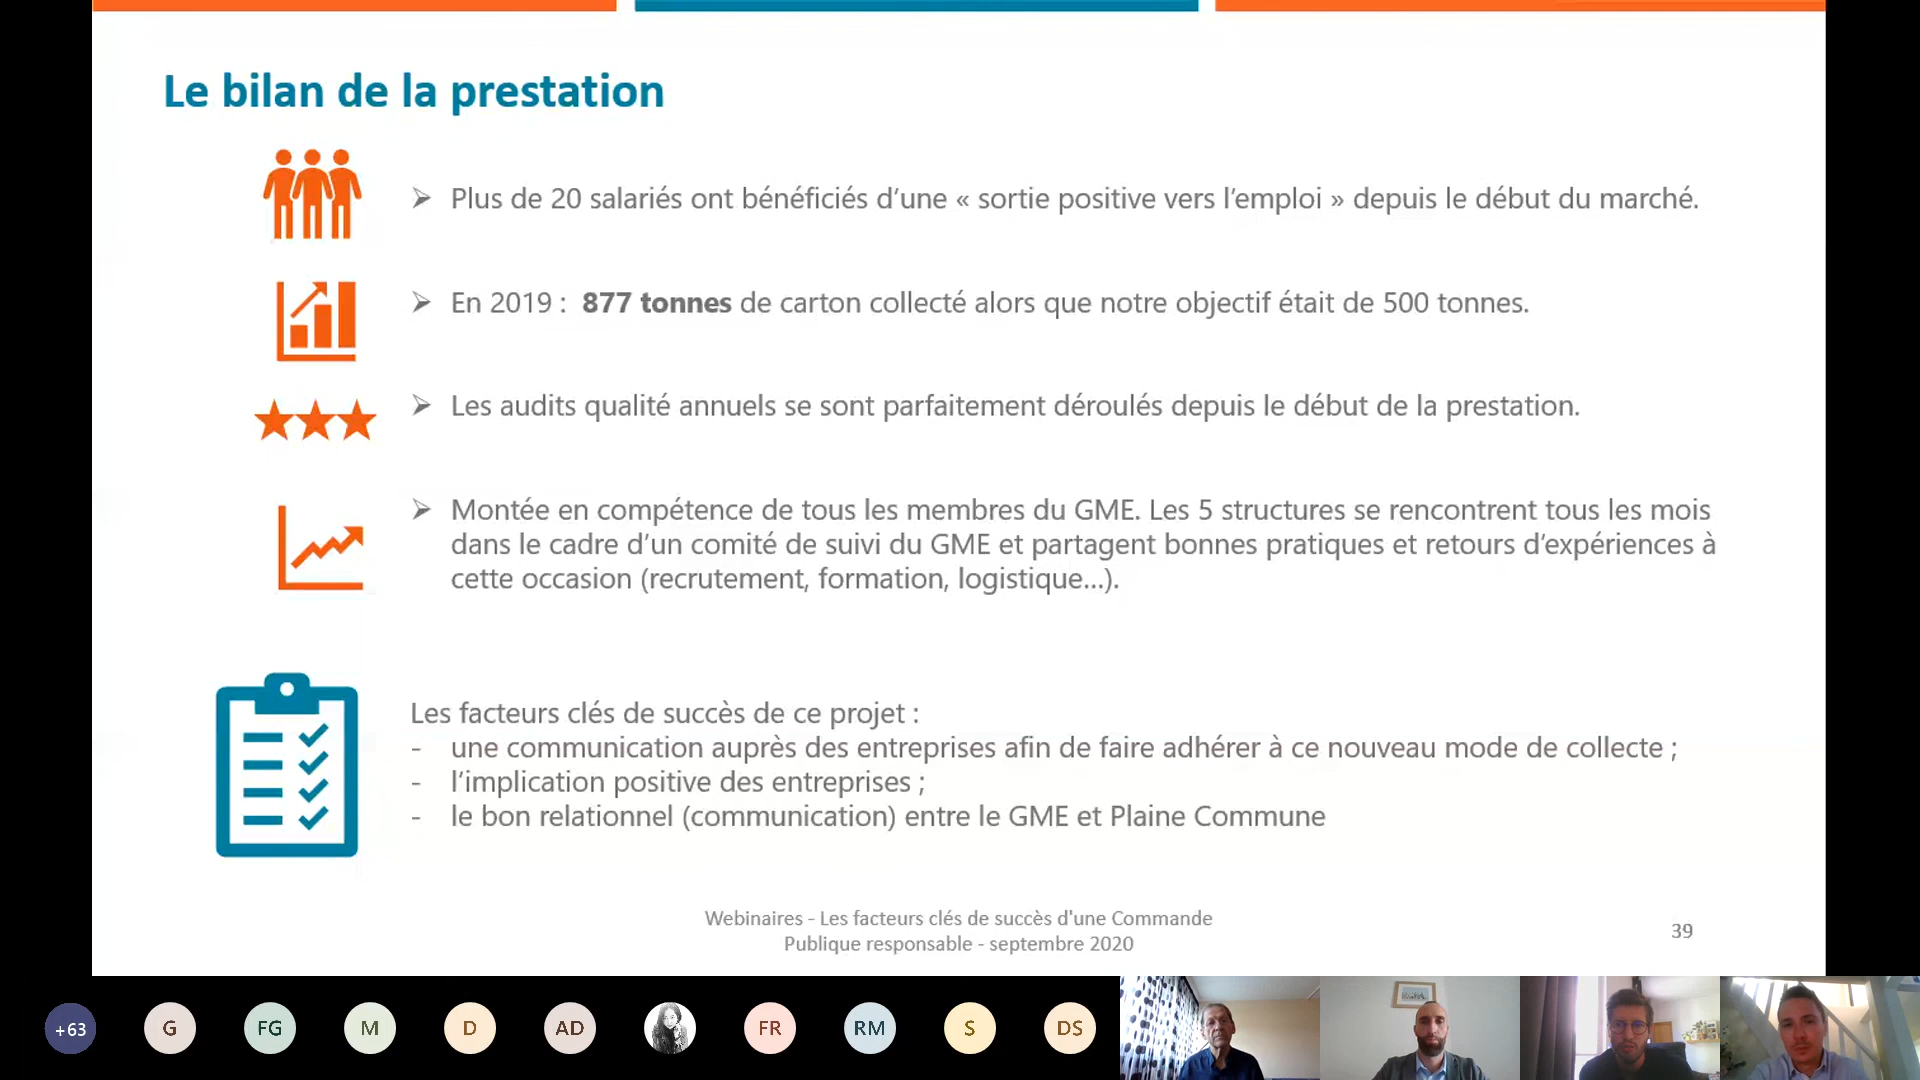 Le bilan de la prestation
Plus de 20 salariés ont bénéficiés d’une « sortie positive vers l’emploi » depuis le début du marché.
En 2019 :  877 tonnes de carton collecté alors que notre objectif était de 500 tonnes.
Les audits qualité annuels se sont parfaitement déroulés depuis le début de la prestation.
Montée en compétence de tous les membres du GME. Les 5 structures se rencontrent tous les mois
dans le cadre d’un comité de suivi du GME et partagent bonnes pratiques et retours d’expériences à
cette occasion (recrutement, formation, logistique…).
Les facteurs clés de succès de ce projet :
- une communication auprès des entreprises afin de faire adhérer à ce nouveau mode de collecte ;
- l’implication positive des entreprises ;
- le bon relationnel (communication) entre le GME et Plaine Commune
Webinaires - Les facteurs clés de succès d'une Commande
Publique responsable - septembre 2020
39
+63 G FG M D AD FR RM S DS